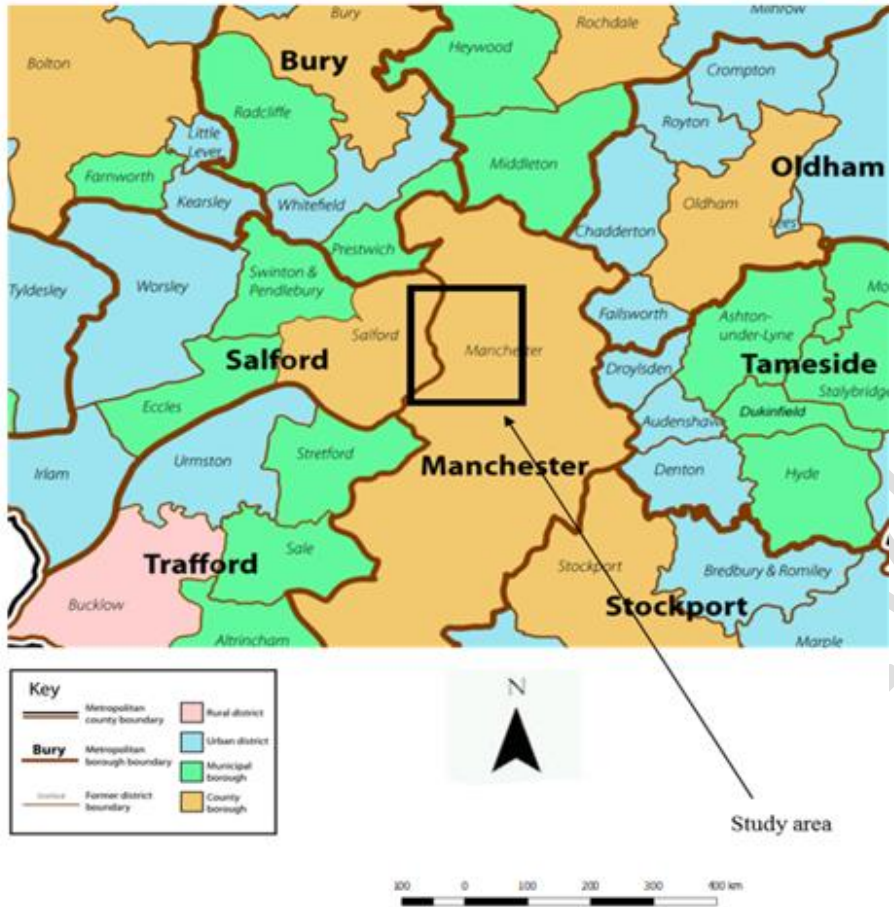 Bury
Rochdale
Milnrow
Heywood
Bolton
Bury
Crompton
Radcliffe
Royton
Little
Lever
Middleton
Oldham
Farnworth
Kearsley
Whitefield
Oldham
Lees
Chadderton
Prestwich
Swinton &
Pendlebury
Tyldesley
Worsley
Mo
Failsworth
Ashton-
under-Lyne
Salford
Manchester
Salford
Droylsden
Tameside
Stalybridge
Eccles
Audenshaw
Dukinfield
Stretford
Urmston
Irlam
Manchester
Denton
Hyde
Sale
Trafford
Stockport
Bredbury & Romiley
Bucklow
Stockport
Altrincham
Marple
Key
Metropolitan
county boundary
Rural district
Bury
Metropolitan
borough boundary
Urban district
Municipal
borough
Former district
boundary
County
borough
N
Study area
100 0 100 200 300 400 km